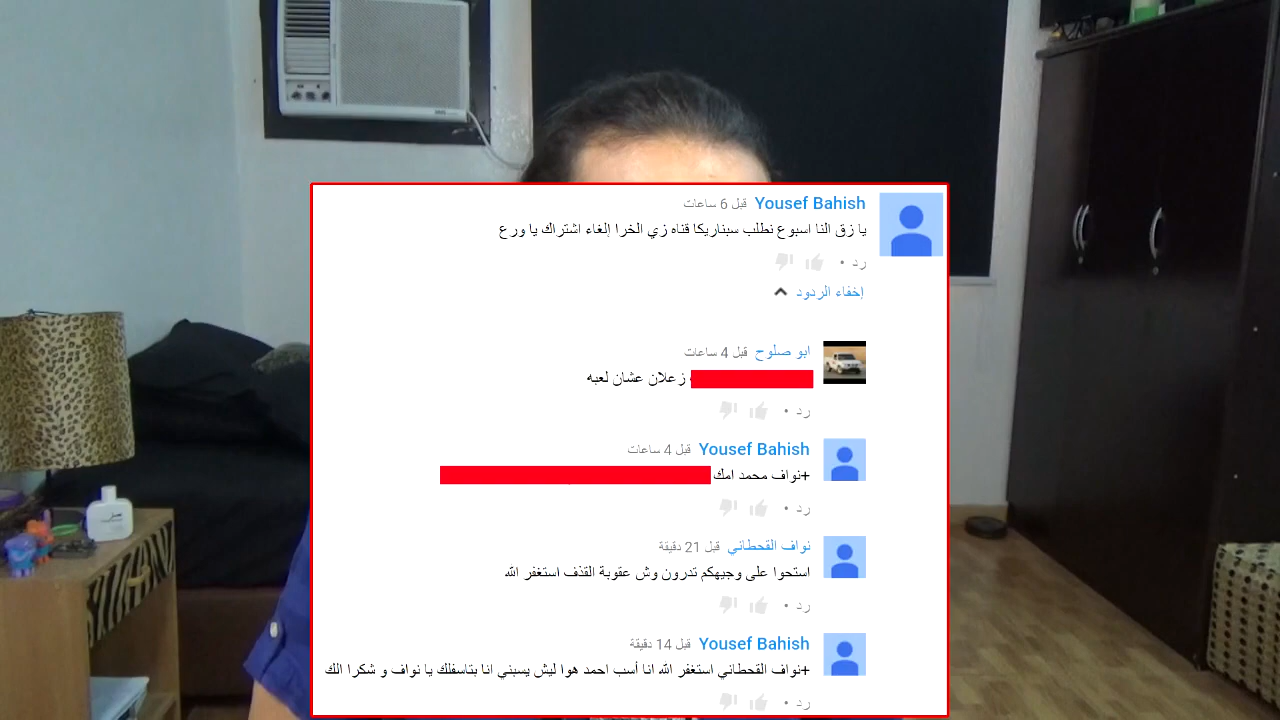 Yousef Bahish قبل 6 ساعات
يا زق النا اسبوع نطلب سبناريكا قناه زي الخرا إلغاء اشتراك يا ورع
رد •
إخفاء الردود
ابو صلوح قبل 4 ساعات
زعلان عشان لعبه
رد •
Yousef Bahish قبل 4 ساعات
+نواف محمد امك
رد •
نواف القحطاني قبل 21 دقيقة
استحوا على وجيهكم تدرون وش عقوبة القذف استغفر الله
رد •
Yousef Bahish قبل 14 دقيقة
+نواف القحطاني استغفر الله انا أسب احمد هوا ليش يسبني انا بتاسفلك يا نواف و شكرا الك
رد •